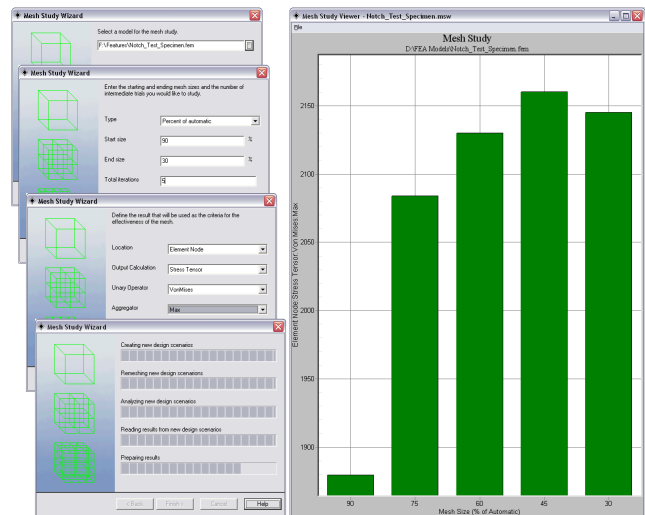 Mesh Study Wizard
Select a model for the mesh study.
F:\Features\Notch_Test_Specimen.fem
Mesh Study Wizard
Enter the starting and ending mesh sizes and the number of
intermediate trials you would like to study.
Type
Percent of automatic
Start size
90
%
End size
30
%
Total iterations
5
Mesh Study Wizard
Define the result that will be used as the criteria for the
effectiveness of the mesh.
Location
Element Node
Output Calculation
Stress Tensor
Unary Operator
VonMises
Aggregator
Max
Mesh Study Wizard
Creating new design scenarios
Remeshing new design scenarios
Analyzing new design scenarios
Reading results from new design scenarios
Preparing results
< Back
Finish >
Cancel
Help
Mesh Study Viewer - Notch_Test_Specimen.msw
File
Mesh Study
D:\FEA Models\Notch_Test_Specimen.fem
Element Node:Stress Tensor:Von Mises:Max
2150
2100
2050
2000
1950
1900
90
75
60
45
30
Mesh Size (% of Automatic)